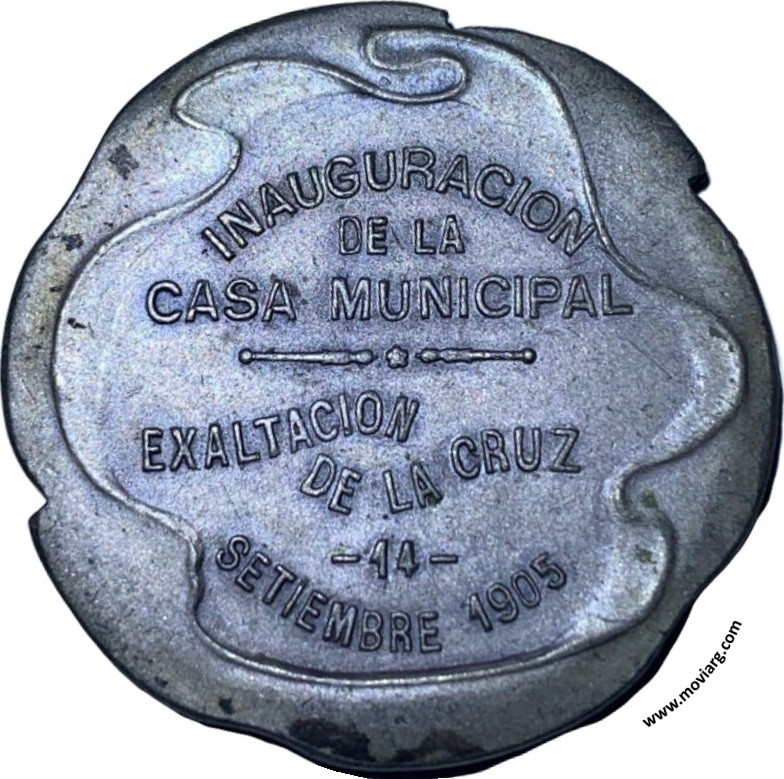 INAUGURACION
DE LA
CASA MUNICIPAL
EXALTACION
DE LA CRUZ
-14-
SETIEMBRE 1905
www.moviarg.com